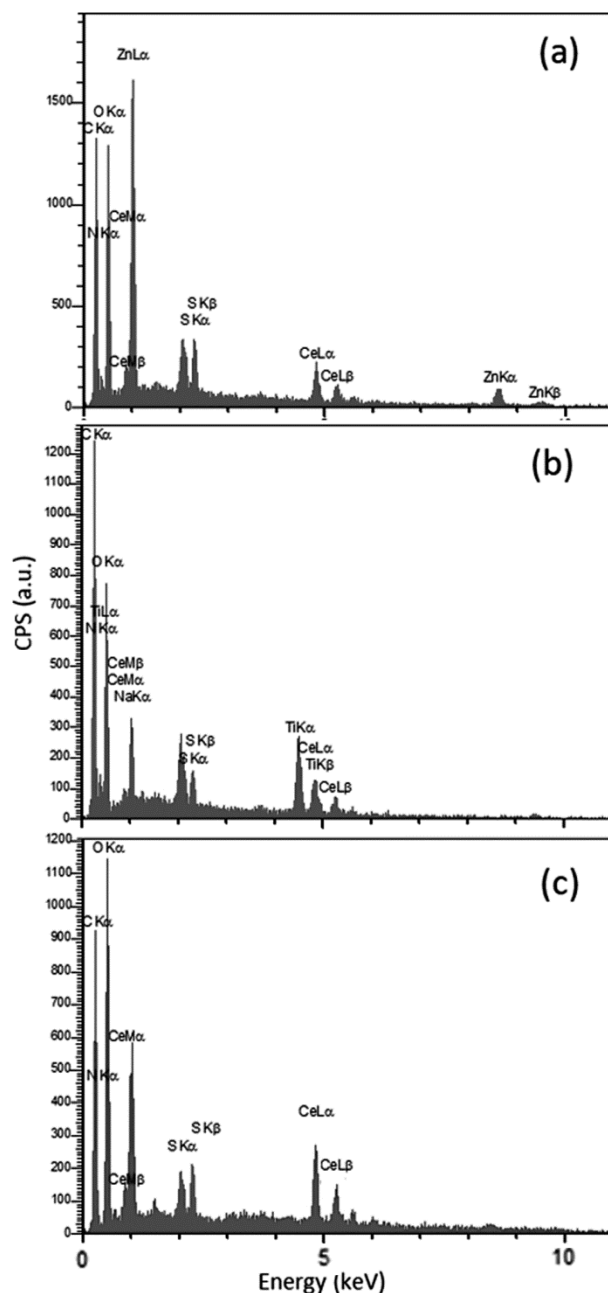 (a)
ZnLα
1500
O Kα
C Kα
1000
CeMα
N Kα
500
S Kβ
S Kα
CeMβ
CeLα
CeLβ
ZnKα
ZnKβ
0
C Kα
(b)
1200
1100
1000
900
O Kα
800
700
TiLα
N Kα
600
CeMβ
500
CeMα
NaKα
400
300
S Kβ
S Kα
TiKα
CeLα
TiKβ
CeLβ
200
100
0
CPS (a.u.)
1200
O Kα
(c)
1100
1000
C Kα
900
800
700
CeMα
600
500
N Kα
400
CeLα
300
S Kβ
S Kα
CeLβ
200
CeMβ
100
0
0 5 10
Energy (keV)